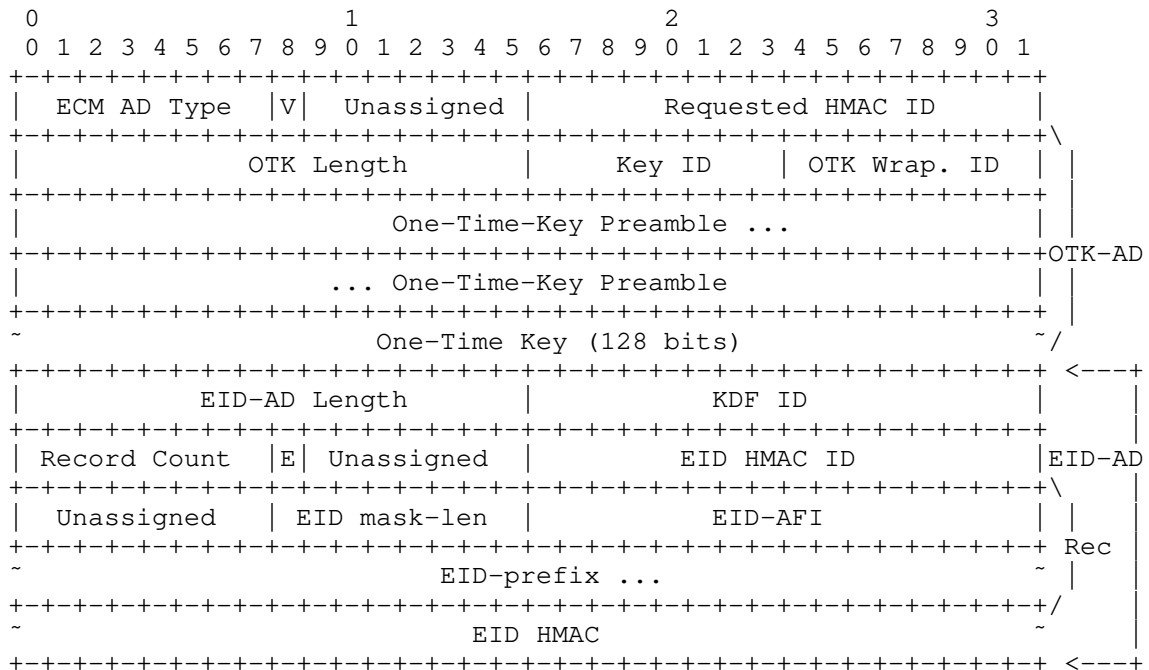 0                   1                   2                   3
 0 1 2 3 4 5 6 7 8 9 0 1 2 3 4 5 6 7 8 9 0 1 2 3 4 5 6 7 8 9 0 1
+-+-+-+-+-+-+-+-+-+-+-+-+-+-+-+-+-+-+-+-+-+-+-+-+-+-+-+-+-+-+-+-+
|  ECM AD Type  |V|  Unassigned |        Requested HMAC ID      |
+-+-+-+-+-+-+-+-+-+-+-+-+-+-+-+-+-+-+-+-+-+-+-+-+-+-+-+-+-+-+-+-+\
|              OTK Length       |     Key ID    | OTK Wrap. ID  | |
+-+-+-+-+-+-+-+-+-+-+-+-+-+-+-+-+-+-+-+-+-+-+-+-+-+-+-+-+-+-+-+-+ |
|                       One-Time-Key Preamble ...               | |
+-+-+-+-+-+-+-+-+-+-+-+-+-+-+-+-+-+-+-+-+-+-+-+-+-+-+-+-+-+-+-+-+OTK-AD
|                   ... One-Time-Key Preamble                   | |
+-+-+-+-+-+-+-+-+-+-+-+-+-+-+-+-+-+-+-+-+-+-+-+-+-+-+-+-+-+-+-+-+ |
~                      One-Time Key (128 bits)                  ~/
+-+-+-+-+-+-+-+-+-+-+-+-+-+-+-+-+-+-+-+-+-+-+-+-+-+-+-+-+-+-+-+-+ <---+
|           EID-AD Length       |           KDF ID              |     |
+-+-+-+-+-+-+-+-+-+-+-+-+-+-+-+-+-+-+-+-+-+-+-+-+-+-+-+-+-+-+-+-+     |
| Record Count  |E| Unassigned  |         EID HMAC ID           |EID-AD
+-+-+-+-+-+-+-+-+-+-+-+-+-+-+-+-+-+-+-+-+-+-+-+-+-+-+-+-+-+-+-+-+\    |
|  Unassigned   | EID mask-len  |           EID-AFI             | |   |
+-+-+-+-+-+-+-+-+-+-+-+-+-+-+-+-+-+-+-+-+-+-+-+-+-+-+-+-+-+-+-+-+ Rec |
~                          EID-prefix ...                       ~ |   |
+-+-+-+-+-+-+-+-+-+-+-+-+-+-+-+-+-+-+-+-+-+-+-+-+-+-+-+-+-+-+-+-+/    |
~                            EID HMAC                           ~     |
+-+-+-+-+-+-+-+-+-+-+-+-+-+-+-+-+-+-+-+-+-+-+-+-+-+-+-+-+-+-+-+-+ <---+